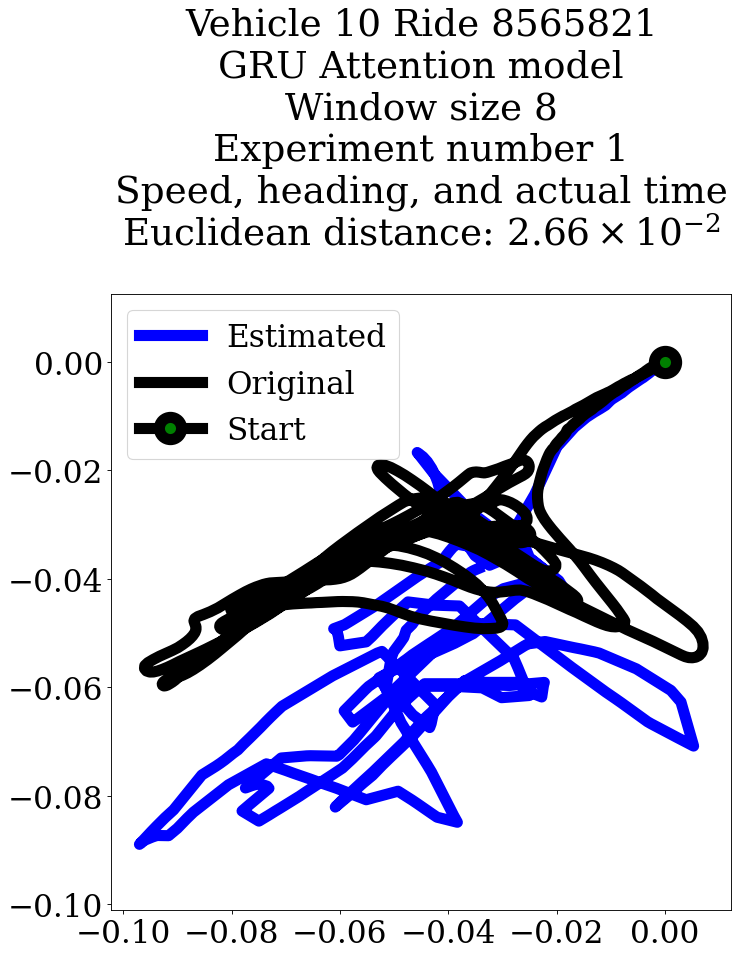 Vehicle 10 Ride 8565821
GRU Attention model
Window size 8
Experiment number 1
Speed, heading, and actual time
Euclidean distance: 2.66 × 10⁻²
Estimated
Original
Start
0.00
−0.02
−0.04
−0.06
−0.08
−0.10
−0.10 −0.08 −0.06 −0.04 −0.02 0.00